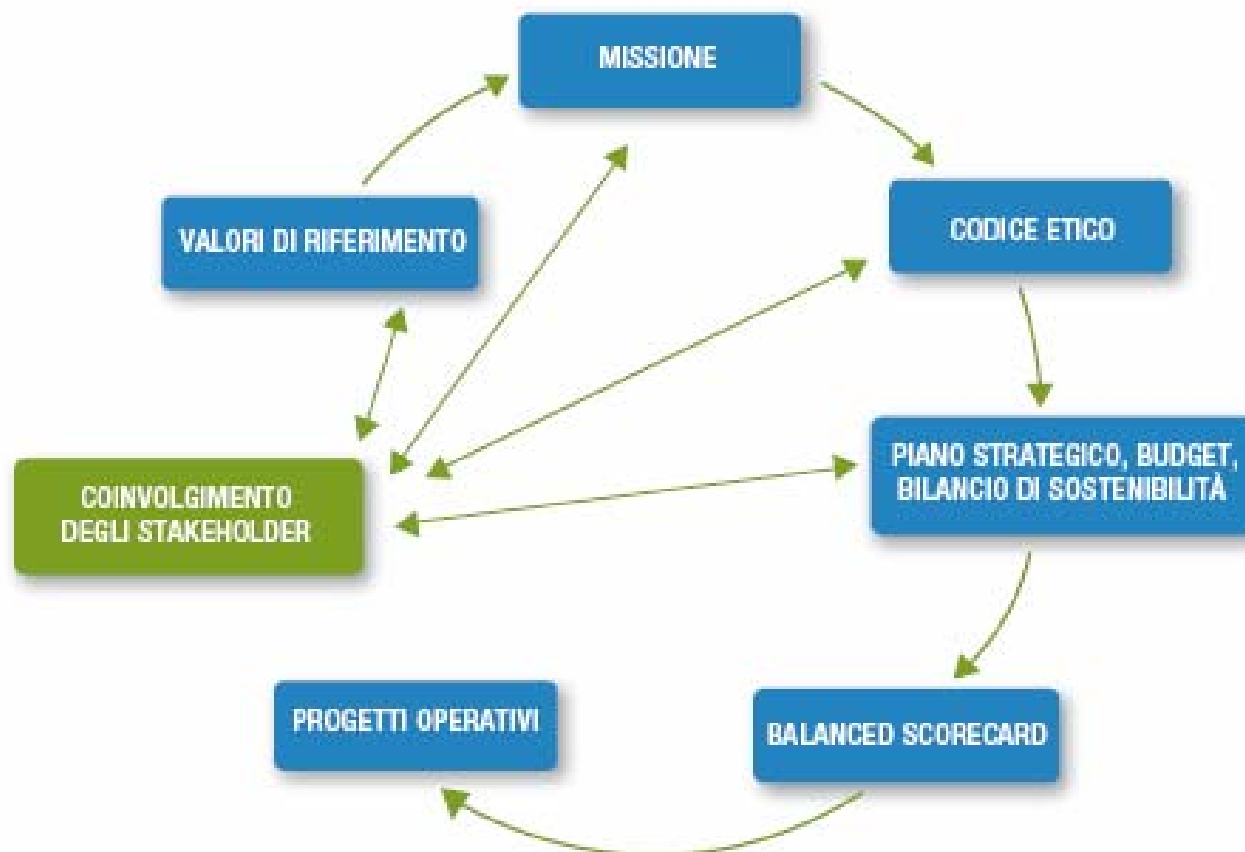 MISSIONE
VALORI DI RIFERIMENTO
CODICE ETICO
COINVOLGIMENTO
DEGLI STAKEHOLDER
PIANO STRATEGICO, BUDGET,
BILANCIO DI SOSTENIBILITÀ
PROGETTI OPERATIVI
BALANCED SCORECARD